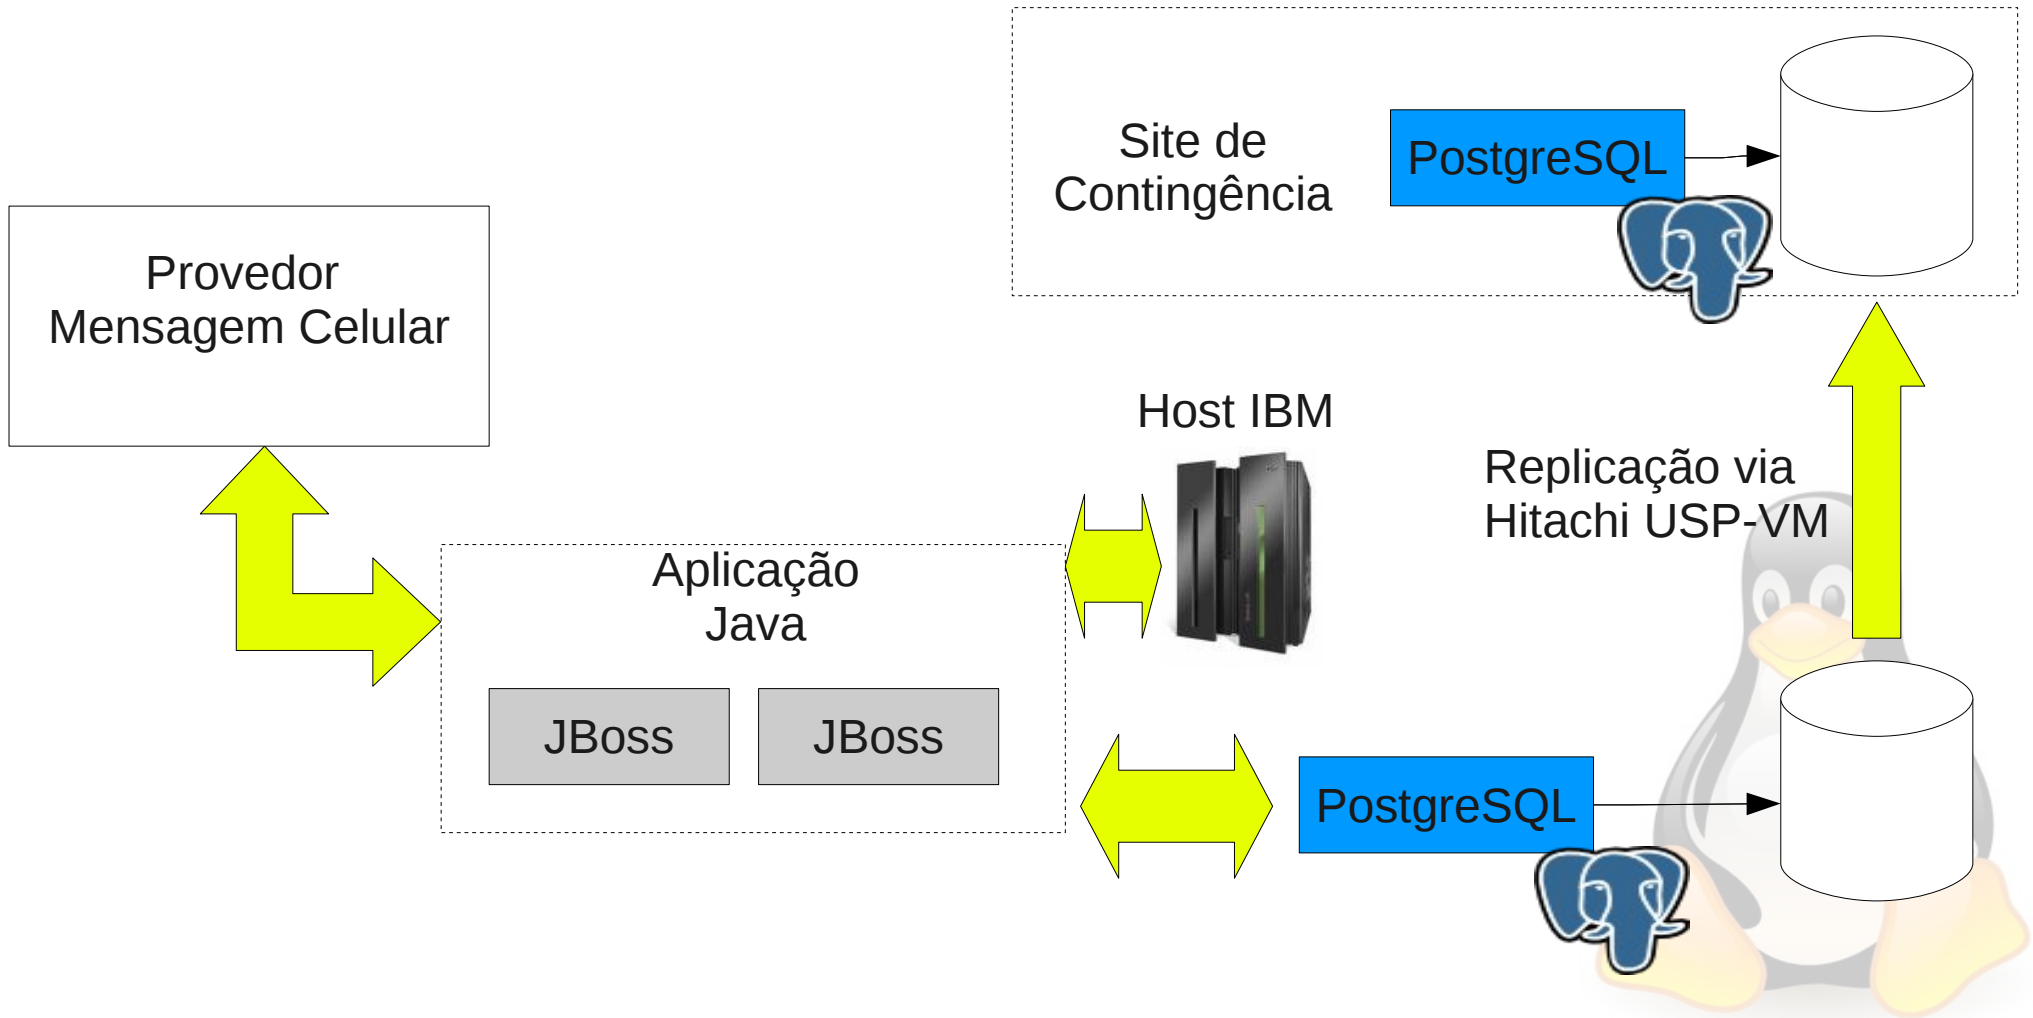 Site de
Contingência
PostgreSQL
Provedor
Mensagem Celular
Host IBM
Replicação via
Hitachi USP-VM
Aplicação
Java
JBoss
JBoss
PostgreSQL